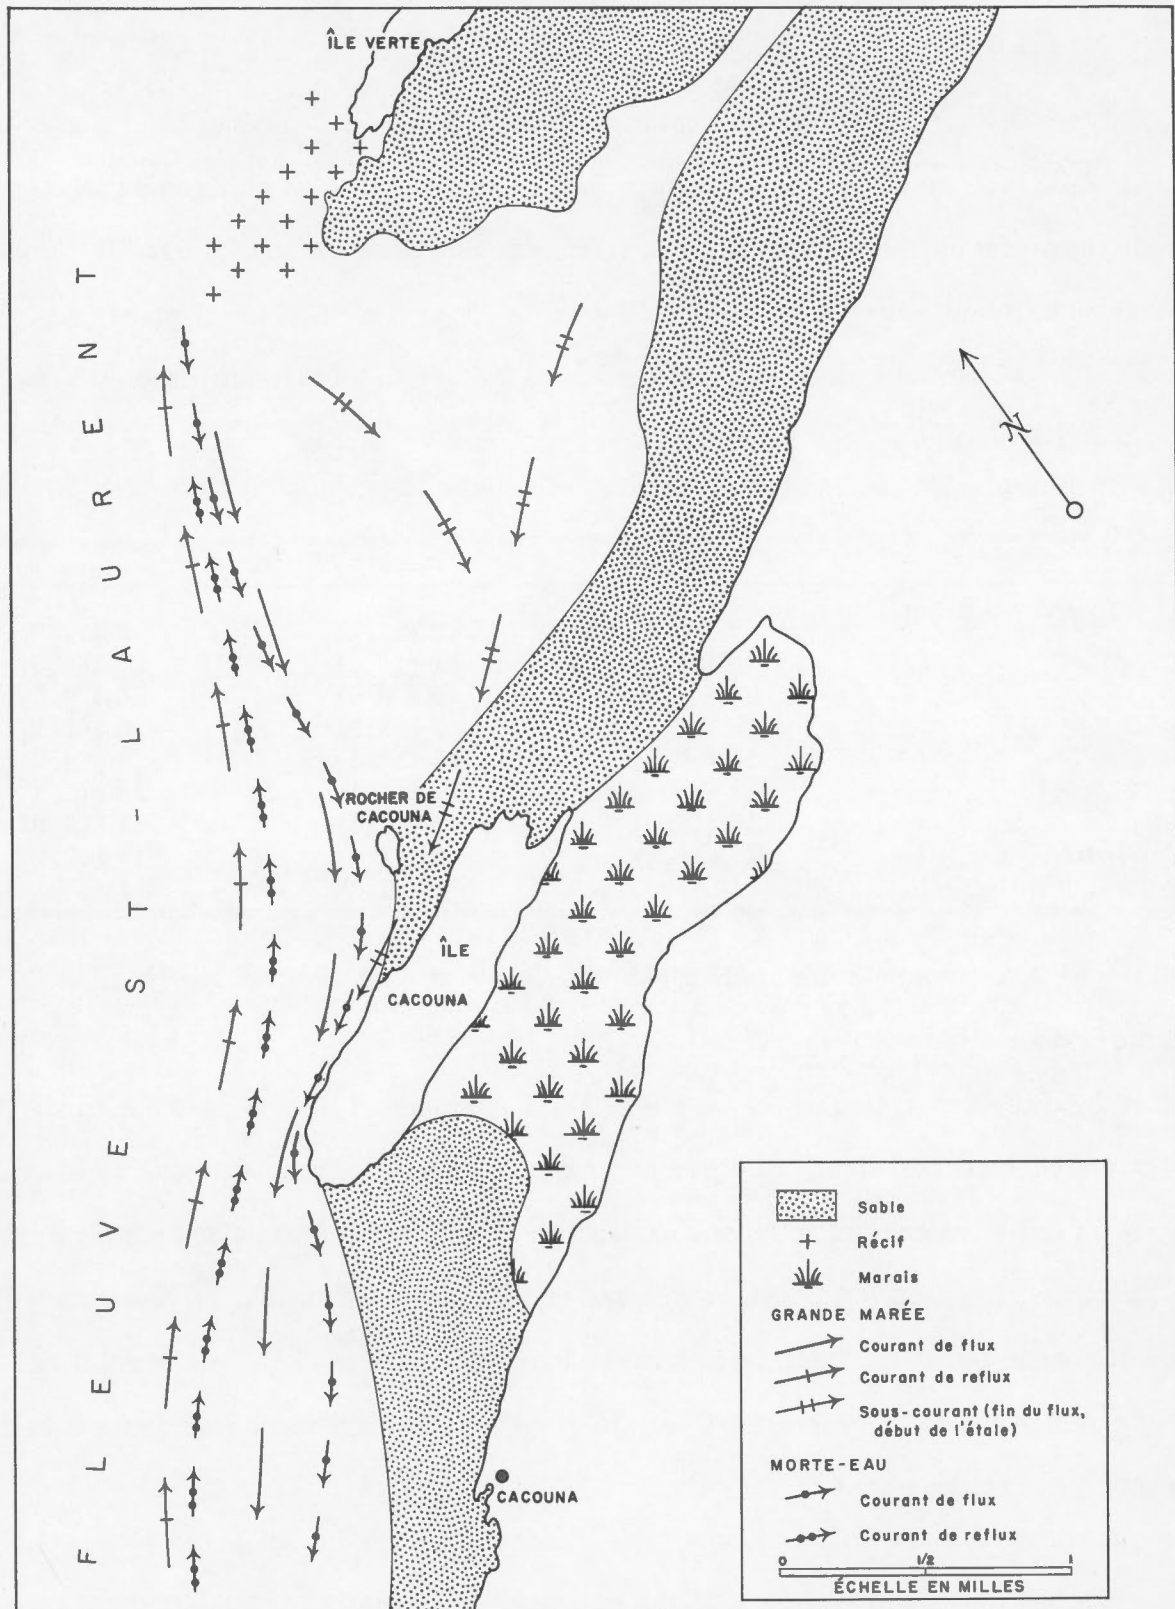 ÎLE VERTE
FLEUVE ST-LAURENT
N
ROCHER DE
CACOUNA
ÎLE
CACOUNA
CACOUNA
Sable
Récif
Marais
GRANDE MARÉE
Courant de flux
Courant de reflux
Sous-courant (fin du flux,
début de l'étale)
MORTE-EAU
Courant de flux
Courant de reflux
0 1/2 1
ÉCHELLE EN MILLES